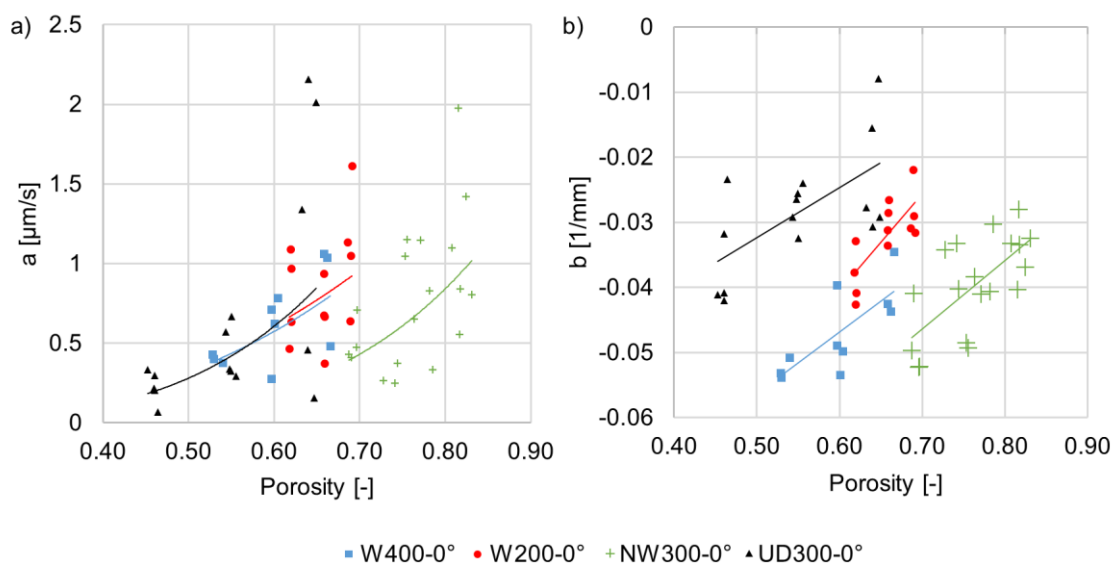 a)
2.5
2
1.5
1
0.5
0
a [µm/s]
0.40 0.50 0.60 0.70 0.80 0.90
Porosity [-]
b)
-0
-0.01
-0.02
-0.03
-0.04
-0.05
-0.06
b [1/mm]
0.40 0.50 0.60 0.70 0.80 0.90
Porosity [-]
W400-0° W200-0° NW300-0° UD300-0°